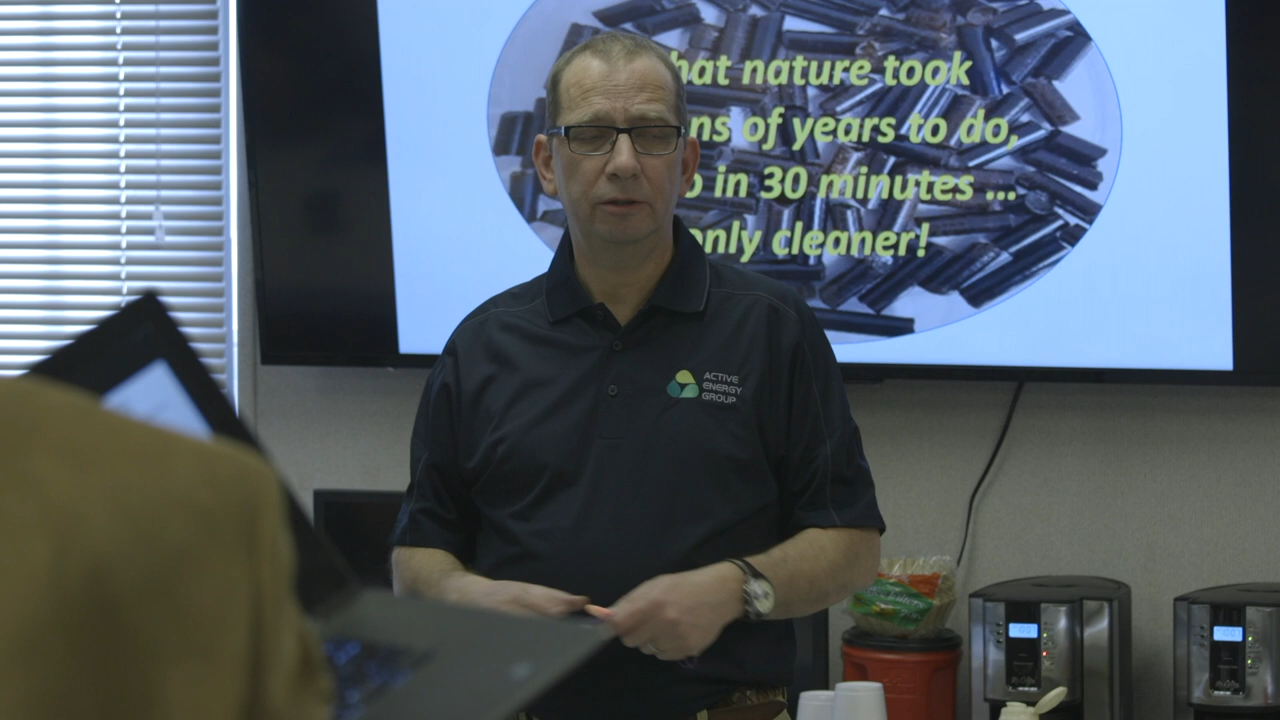 hat nature took
ns of years to do,
o in 30 minutes ...
only cleaner!
ACTIVE
ENERGY
GROUP